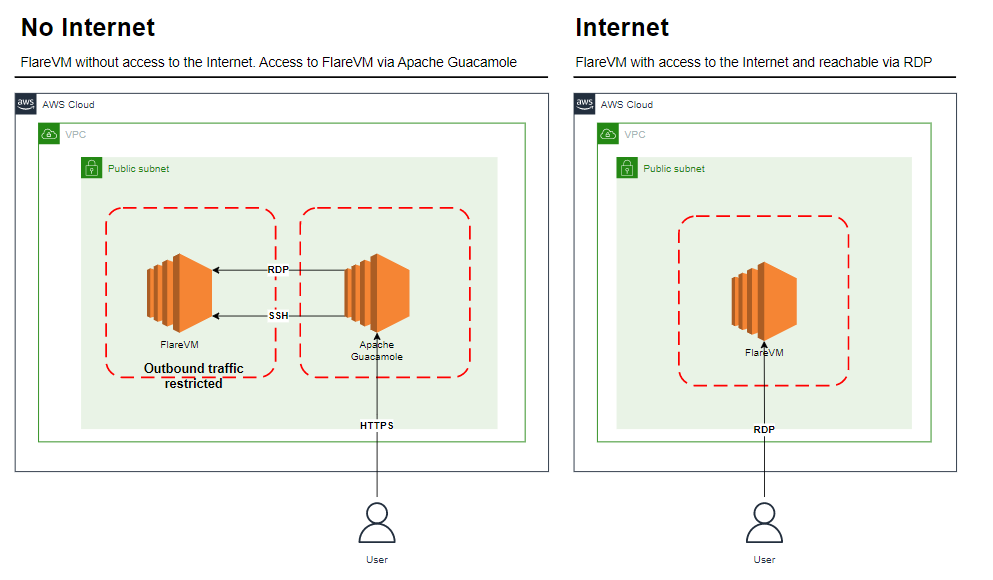 No Internet
FlareVM without access to the Internet. Access to FlareVM via Apache Guacamole
aws
AWS Cloud
VPC
Public subnet
RDP
SSH
FlareVM
Apache
Guacamole
Outbound traffic
restricted
HTTPS
User
Internet
FlareVM with access to the Internet and reachable via RDP
aws
AWS Cloud
VPC
Public subnet
FlareVM
RDP
User